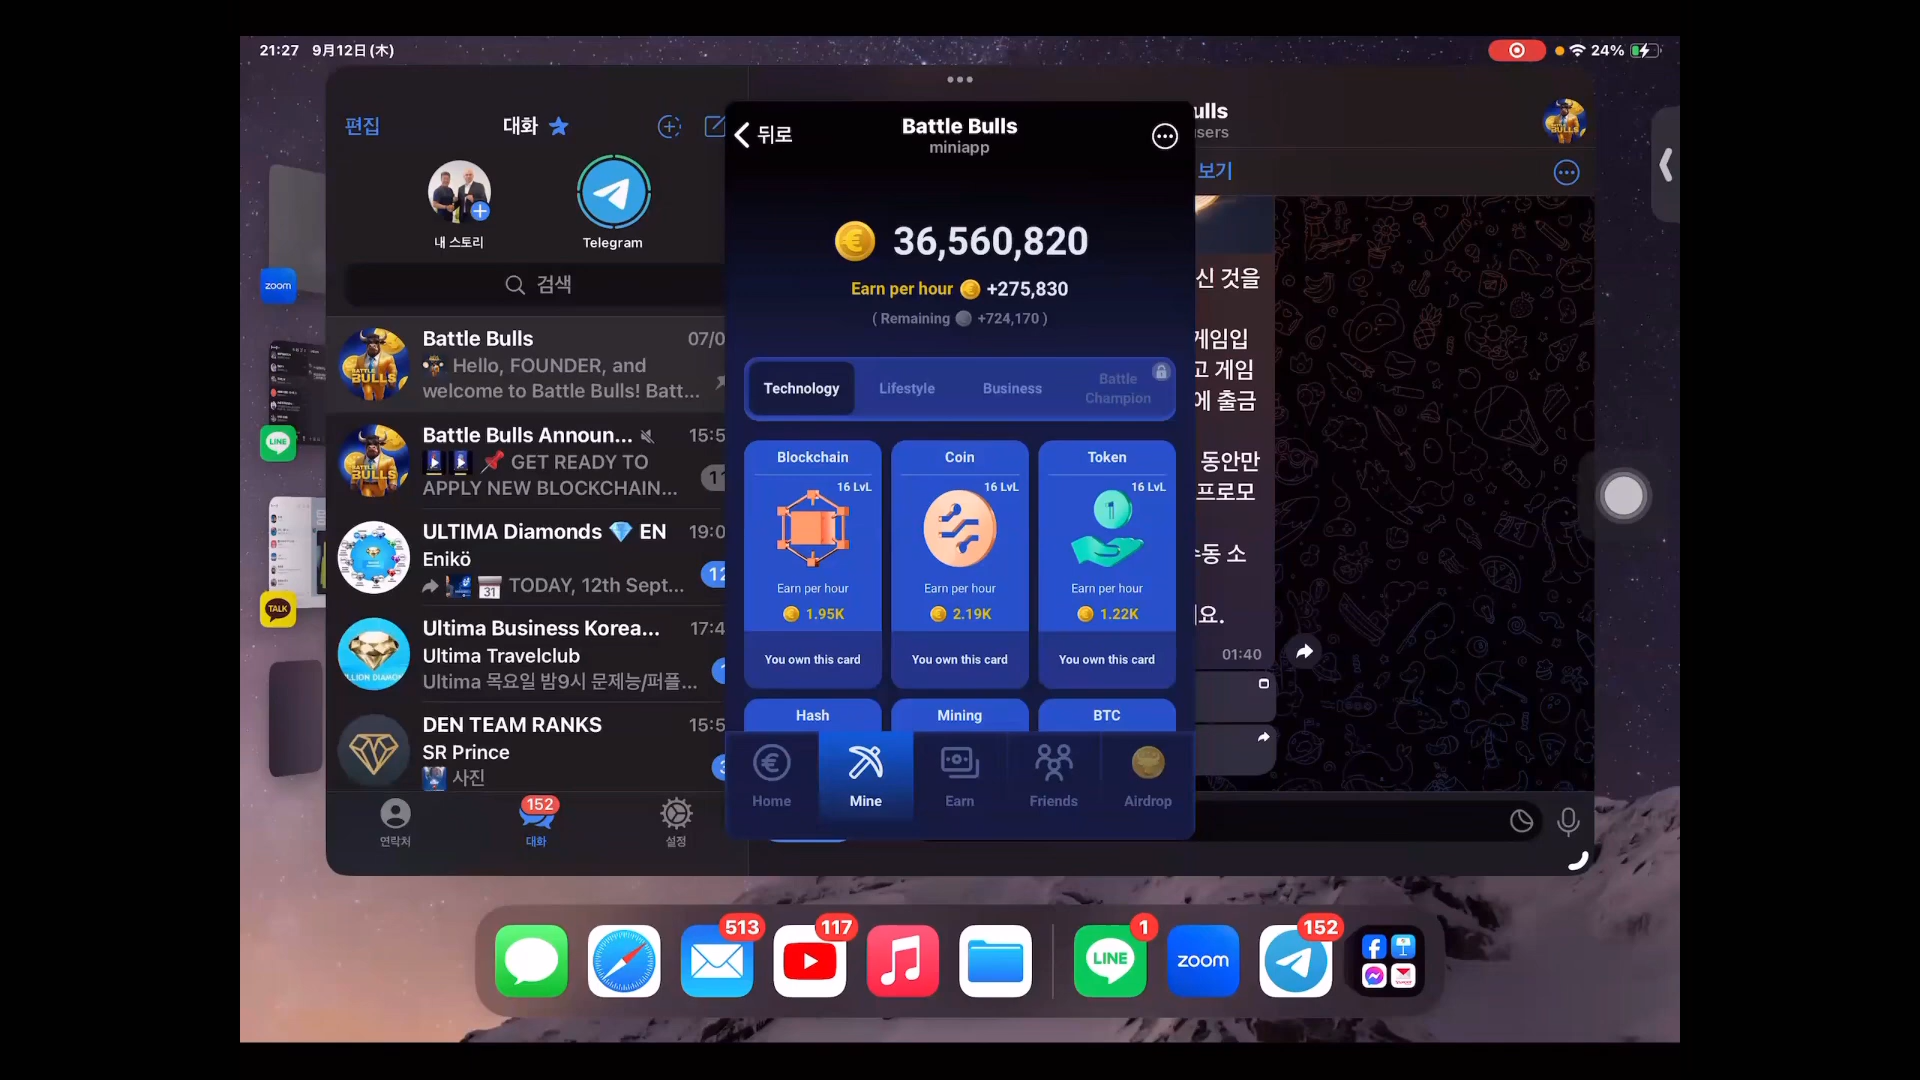 21:27 9月12日(木)
24%
편집
대화
내 스토리
Telegram
검색
Battle Bulls
07/0
Hello, FOUNDER, and
welcome to Battle Bulls! Batt...
Battle Bulls Announ...
15:5
GET READY TO
APPLY NEW BLOCKCHAIN...
11
ULTIMA Diamonds 💎 EN
19:0
Enikö
TODAY, 12th Sept...
12
Ultima Business Korea...
17:4
Ultima Travelclub
Ultima 목요일 밤9시 문제능/퍼플...
DEN TEAM RANKS
15:5
SR Prince
사진
연락처
152
대화
설정
뒤로
Battle Bulls
miniapp
36,560,820
Earn per hour +275,830
( Remaining +724,170 )
Technology
Lifestyle
Business
Battle
Champion
Blockchain
16 LvL
Earn per hour
1.95K
You own this card
Coin
16 LvL
Earn per hour
2.19K
You own this card
Token
16 LvL
Earn per hour
1.22K
You own this card
Hash
Mining
BTC
Home
Mine
Earn
Friends
Airdrop
ulls
sers
보기
신 것을
게임입
고 게임
에 출금
동안만
프로모
수동 소
요.
01:40
zoom
LINE
TALK
513
117
LINE
1
zoom
152